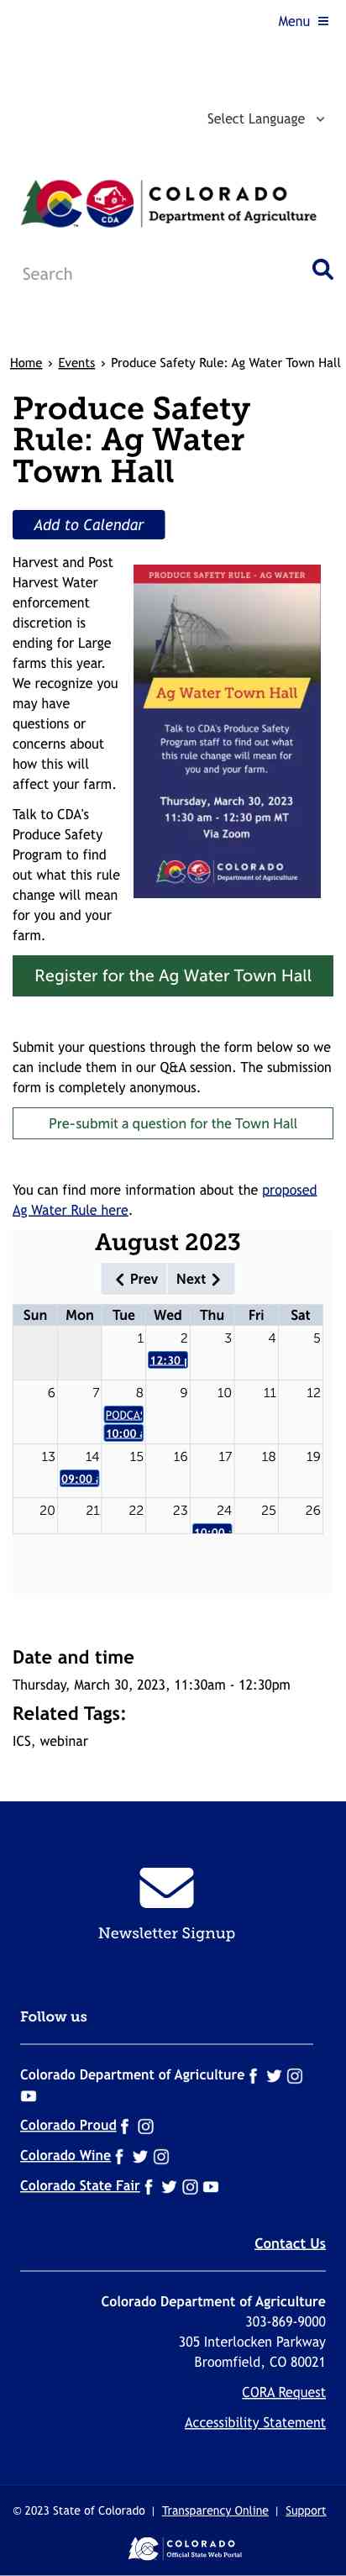 Menu
Select Language
COLORADO
Department of Agriculture
CDA
Search
Home › Events › Produce Safety Rule: Ag Water Town Hall
Produce Safety
Rule: Ag Water
Town Hall
Add to Calendar
Harvest and Post
Harvest Water
enforcement
discretion is
ending for Large
farms this year.
We recognize you
may have
questions or
concerns about
how this will
affect your farm.
Talk to CDA's
Produce Safety
Program to find
out what this rule
change will mean
for you and your
farm.
PRODUCE SAFETY RULE - AG WATER
Ag Water Town Hall
Talk to CDA's Produce Safety
Program staff to find out what
this rule change will mean for
you and your farm.
Thursday, March 30, 2023
11:30 am - 12:30 pm MT
Via Zoom
COLORADO
Department of Agriculture
Register for the Ag Water Town Hall
Submit your questions through the form below so we
can include them in our Q&A session. The submission
form is completely anonymous.
Pre-submit a question for the Town Hall
You can find more information about the proposed
Ag Water Rule here.
August 2023
Prev Next
Sun Mon Tue Wed Thu Fri Sat
1 2 3 4 5
12:30
6 7 8 9 10 11 12
PODCA
10:00
13 14 15 16 17 18 19
09:00
20 21 22 23 24 25 26
10:00
Date and time
Thursday, March 30, 2023, 11:30am - 12:30pm
Related Tags:
ICS, webinar
Newsletter Signup
Follow us
Colorado Department of Agriculture
Colorado Proud
Colorado Wine
Colorado State Fair
Contact Us
Colorado Department of Agriculture
303-869-9000
305 Interlocken Parkway
Broomfield, CO 80021
CORA Request
Accessibility Statement
© 2023 State of Colorado | Transparency Online | Support
COLORADO
Official State Web Portal